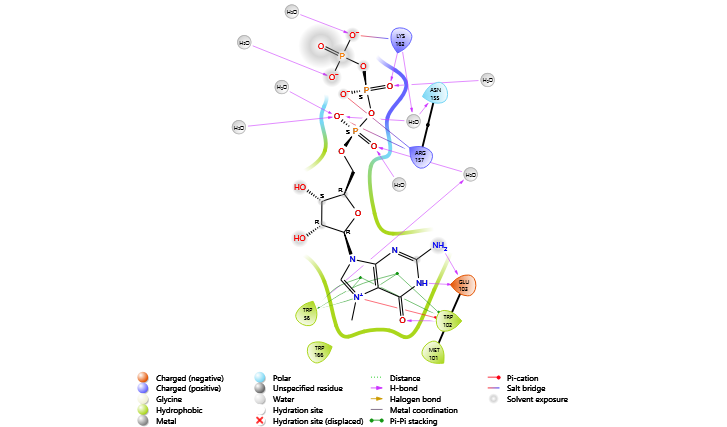 H₂O
O⁻
LYS
162
H₂O
O
P
O
O⁻
H₂O
H₂O
O⁻
S
P
O
ASN
155
O⁻
O
H₂O
H₂O
S
P
O
ARG
157
O
H₂O
H₂O
HO
S
R
O
HO
R
R
N
N
NH₂
N⁺
NH
GLU
103
TRP
56
O
TRP
102
TRP
166
MET
101
Charged (negative)
Charged (positive)
Glycine
Hydrophobic
Metal
Polar
Unspecified residue
Water
Hydration site
Hydration site (displaced)
Distance
H-bond
Halogen bond
Metal coordination
Pi-Pi stacking
Pi-cation
Salt bridge
Solvent exposure